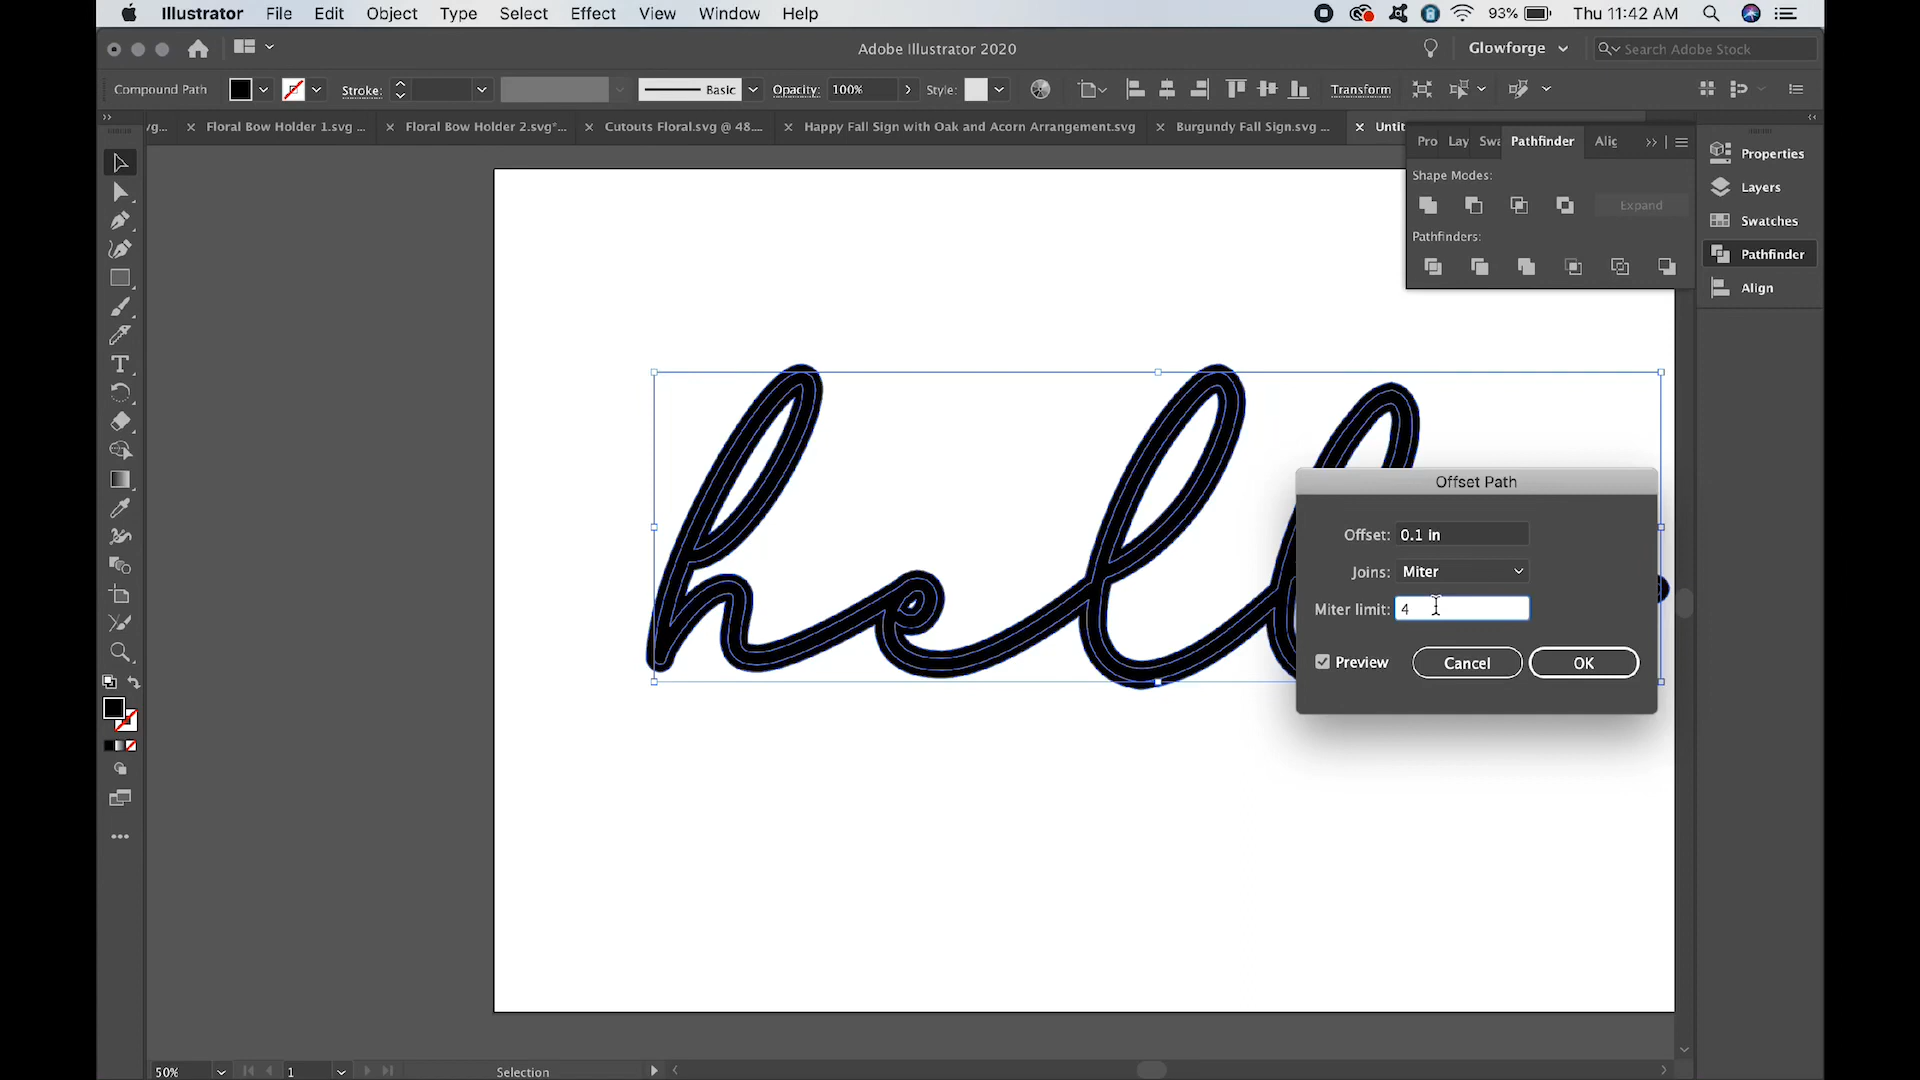 Illustrator File Edit Object Type Select Effect View Window Help 93% Thu 11:42 AM
Adobe Illustrator 2020 Glowforge Search Adobe Stock
Compound Path Stroke: Basic Opacity: 100% Style: Transform
vg... Floral Bow Holder 1.svg ... Floral Bow Holder 2.svg*... Cutouts Floral.svg @ 48.... Happy Fall Sign with Oak and Acorn Arrangement.svg Burgundy Fall Sign.svg ... Untit
Pro Lay Swa Pathfinder Alig
Shape Modes:
Expand
Pathfinders:
Properties
Layers
Swatches
Pathfinder
Align
hello
Offset Path
Offset: 0.1 in
Joins: Miter
Miter limit: 4
Preview Cancel OK
50% 1 Selection